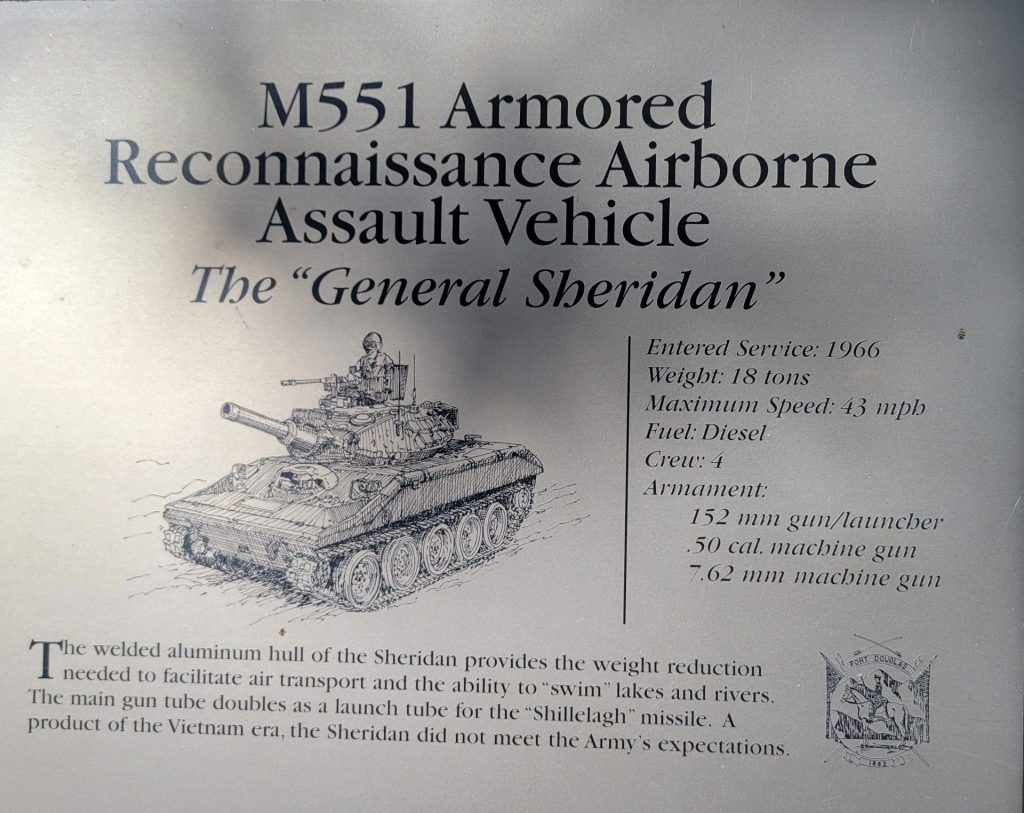 M551 Armored
Reconnaissance Airborne
Assault Vehicle
The “General Sheridan”
Entered Service: 1966
Weight: 18 tons
Maximum Speed: 43 mph
Fuel: Diesel
Crew: 4
Armament:
152 mm gun/launcher
.50 cal. machine gun
7.62 mm machine gun
The welded aluminum hull of the Sheridan provides the weight reduction
needed to facilitate air transport and the ability to “swim” lakes and rivers.
The main gun tube doubles as a launch tube for the “Shillelagh” missile. A
product of the Vietnam era, the Sheridan did not meet the Army’s expectations.
FORT DOUGLAS
1862